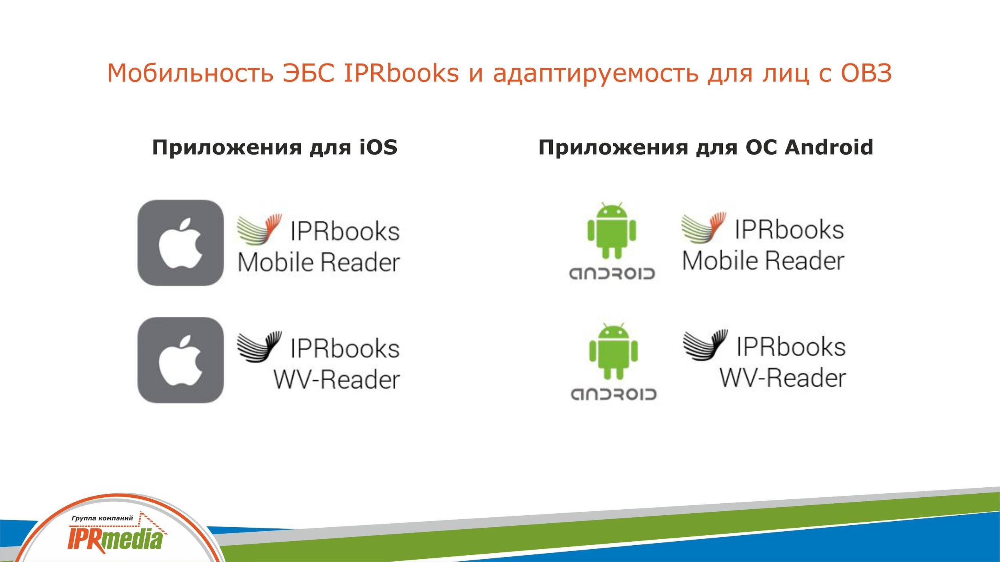 Мобильность ЭБС IPRbooks и адаптируемость для лиц с ОВЗ
Приложения для iOS
IPRbooks
Mobile Reader
IPRbooks
WV-Reader
Приложения для ОС Android
ANDROID
IPRbooks
Mobile Reader
ANDROID
IPRbooks
WV-Reader
Группа компаний
IPRmedia